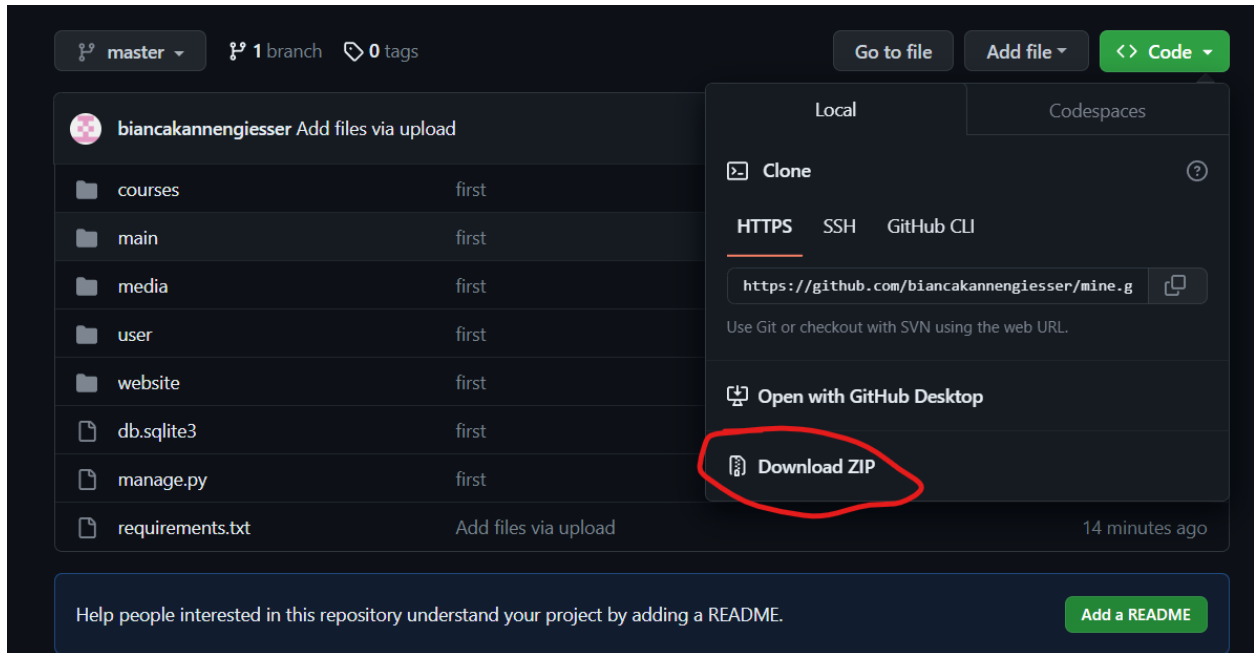 master 1 branch 0 tags Go to file Add file <> Code
biancakannengiesser Add files via upload
courses first
main first
media first
user first
website first
db.sqlite3 first
manage.py first
requirements.txt Add files via upload 14 minutes ago
Local Codespaces
Clone
HTTPS SSH GitHub CLI
https://github.com/biancakannengiesser/mine.g
Use Git or checkout with SVN using the web URL.
Open with GitHub Desktop
Download ZIP
Help people interested in this repository understand your project by adding a README. Add a README